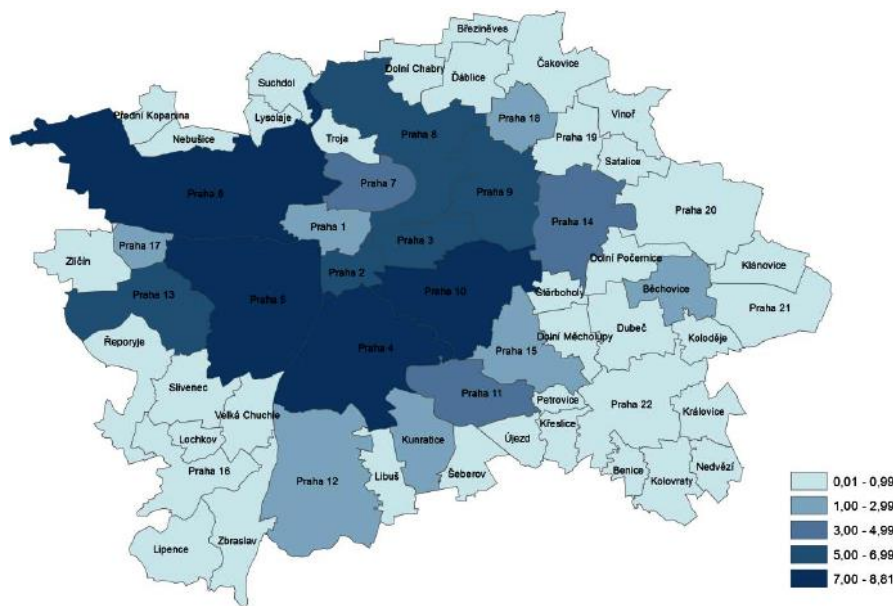 Březiněves
Dolní Chabry
Ďáblice
Čakovice
Suchdol
Přední Kopanina
Lysolaje
Nebušice
Troja
Praha 8
Praha 18
Vinoř
Praha 19
Satalice
Praha 6
Praha 7
Praha 9
Praha 20
Praha 1
Praha 14
Praha 17
Praha 3
Zličín
Dolní Počernice
Klánovice
Praha 2
Praha 5
Praha 10
Štěrboholy
Běchovice
Praha 13
Praha 21
Dubeč
Dolní Měcholupy
Koloděje
Řeporyje
Praha 4
Praha 15
Slivenec
Praha 11
Petrovice
Praha 22
Velká Chuchle
Královice
Lochkov
Kunratice
Újezd
Křeslice
Praha 16
Praha 12
Libuš
Šeberov
Benice
Kolovraty
Nedvězí
Lipence
Zbraslav
0,01 - 0,99
1,00 - 2,99
3,00 - 4,99
5,00 - 6,99
7,00 - 8,81